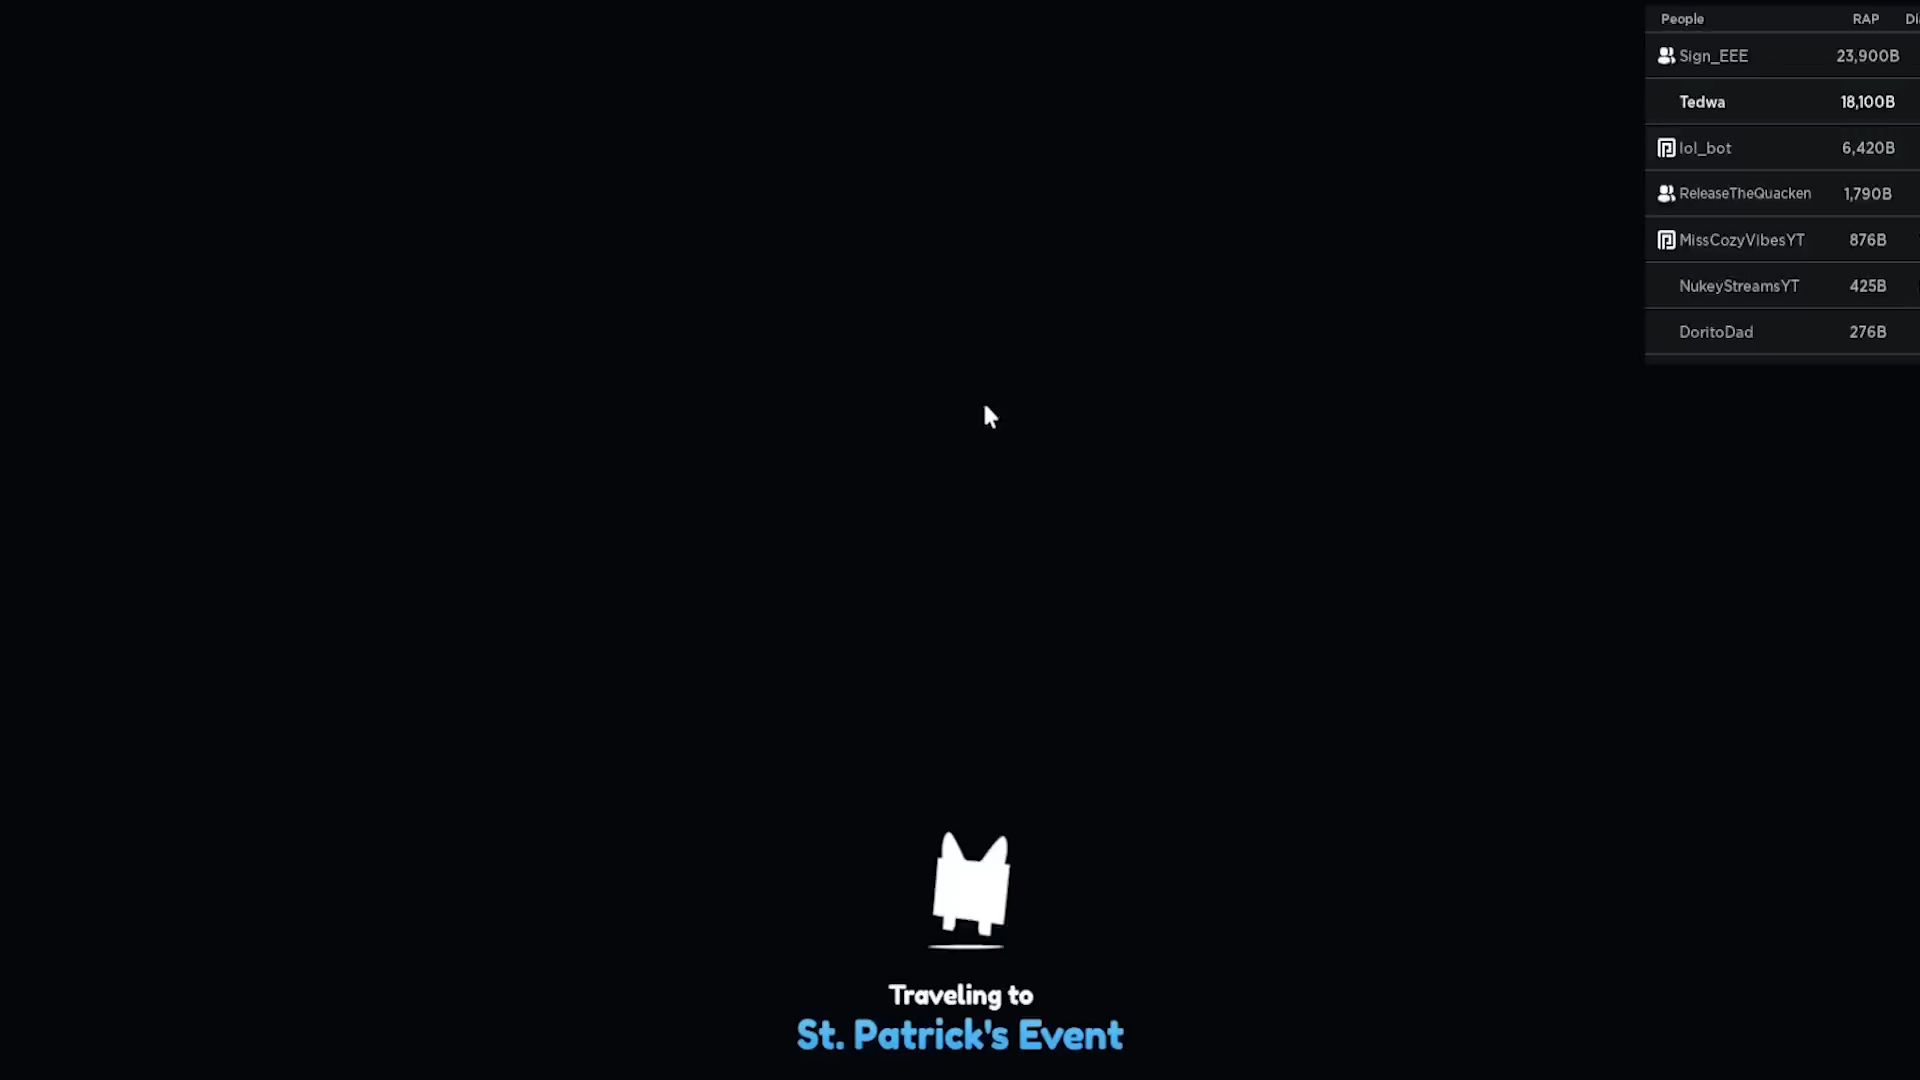 People RAP Di
Sign_EEE 23,900B
Tedwa 18,100B
lol_bot 6,420B
ReleaseTheQuacken 1,790B
MissCozyVibesYT 876B
NukeyStreamsYT 425B
DoritoDad 276B
Traveling to
St. Patrick's Event